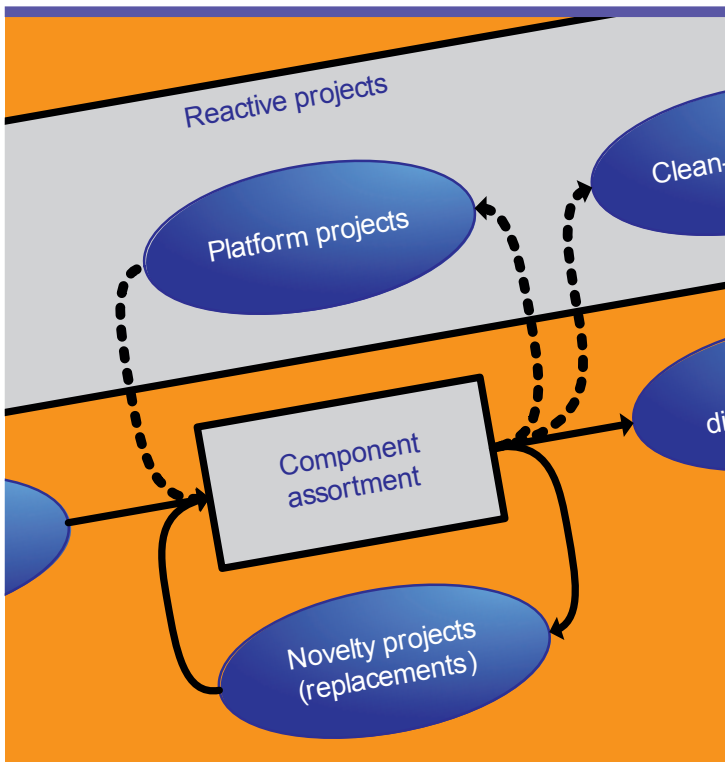 Reactive projects
Clean-
Platform projects
di
Component
assortment
Novelty projects
(replacements)